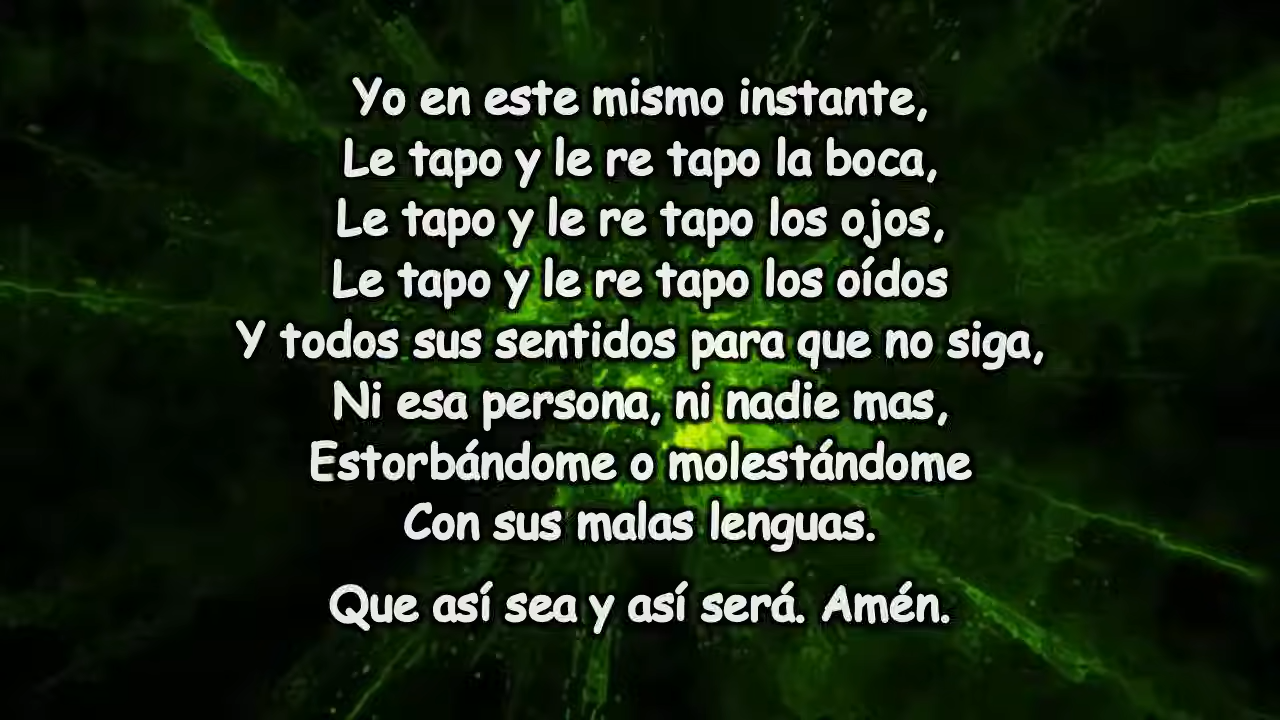 Yo en este mismo instante,
Le tapo y le re tapo la boca,
Le tapo y le re tapo los ojos,
Le tapo y le re tapo los oídos
Y todos sus sentidos para que no siga,
Ni esa persona, ni nadie mas,
Estorbándome o molestándome
Con sus malas lenguas.
Que así sea y así será. Amén.